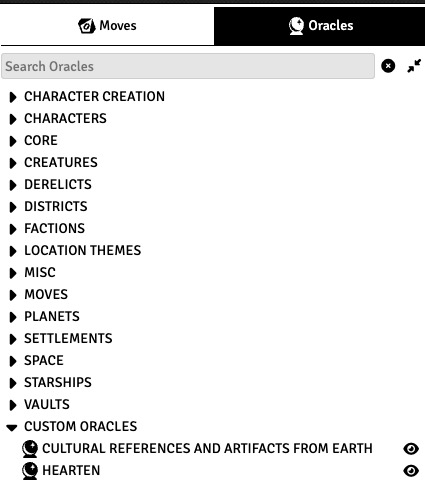 Moves
Oracles
Search Oracles
CHARACTER CREATION
CHARACTERS
CORE
CREATURES
DERELICTS
DISTRICTS
FACTIONS
LOCATION THEMES
MISC
MOVES
PLANETS
SETTLEMENTS
SPACE
STARSHIPS
VAULTS
CUSTOM ORACLES
CULTURAL REFERENCES AND ARTIFACTS FROM EARTH
HEARTEN